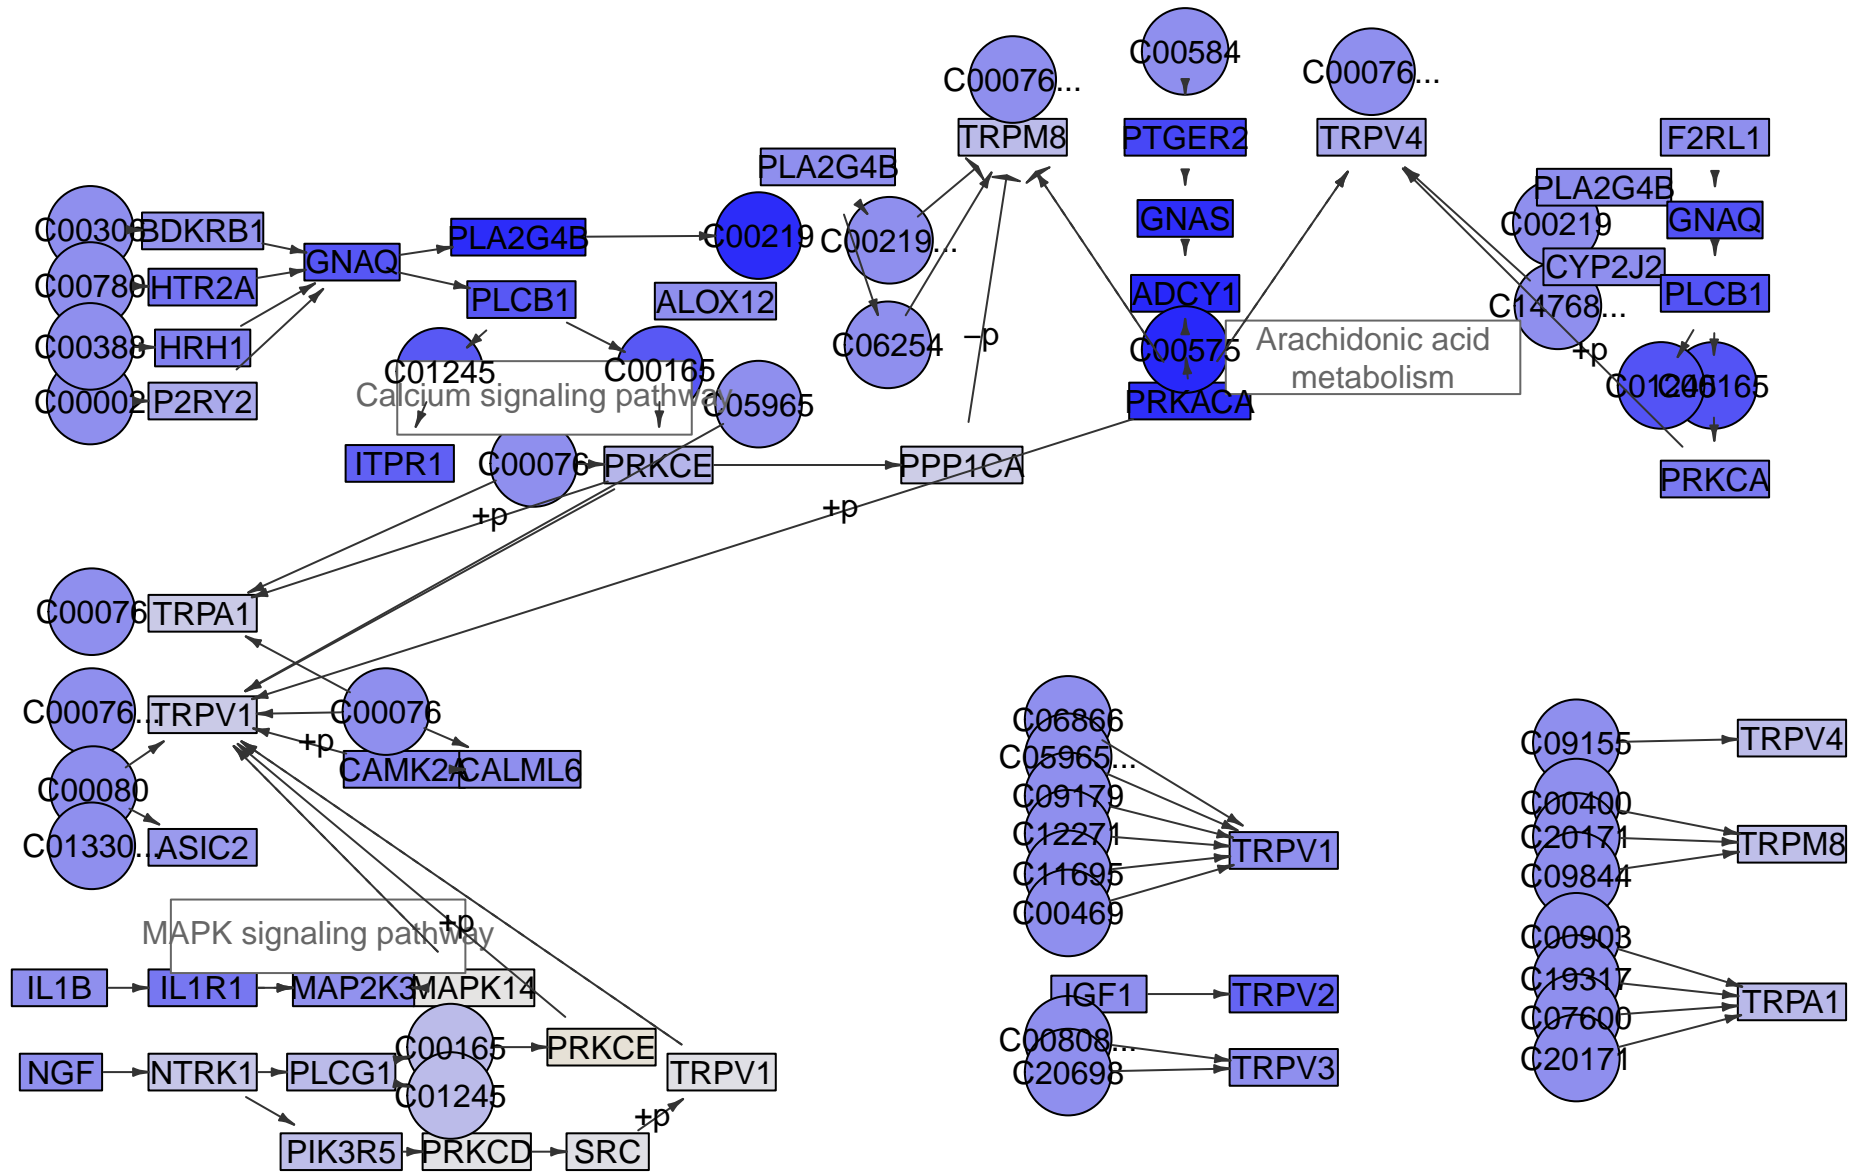 C00584
C00076...
C00076...
TRPM8
PTGER2
TRPV4
F2RL1
PLA2G4B
PLA2G4B
C00219
GNAS
GNAQ
BDKRB1
PLA2G4B
C00219
C00219...
GNAQ
CYP2J2
C00780
HTR2A
PLCB1
ALOX12
ADCY1
PLCB1
C14768...
C00388
HRH1
C06254
–p
C00575
Arachidonic acid
metabolism
+p
C01245
C00165
Calcium signaling pathway
C00002
P2RY2
C05965
PRKACA
C01245
C00165
ITPR1
C00076
PRKCE
PPP1CA
PRKCA
+p
+p
C00076
TRPA1
C00076...
TRPV1
C00076
C06866
+p
C05965...
C09155
TRPV4
CAMK2A
CALML6
C00080
C09179
C00400
C01330...
ASIC2
C12271
TRPV1
C20171
TRPM8
C11695
C09844
C00469
+p
MAPK signaling pathway
C00903
IL1B
IL1R1
MAP2K3
MAPK14
IGF1
TRPV2
C19317
TRPA1
C07600
C00165
PRKCE
C00808...
C20171
NGF
NTRK1
PLCG1
TRPV1
C20698
TRPV3
C01245
+p
PIK3R5
PRKCD
SRC